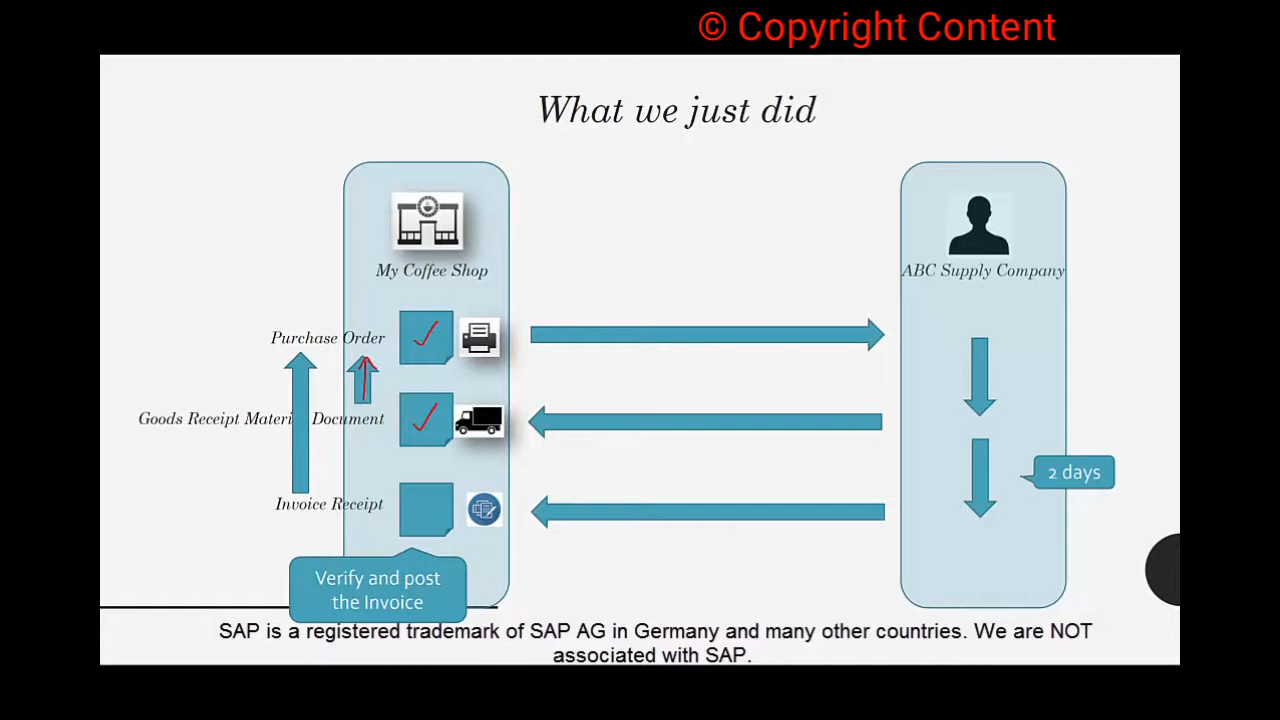 © Copyright Content
What we just did
My Coffee Shop
ABC Supply Company
Purchase Order
Goods Receipt Materi Document
2 days
Invoice Receipt
Verify and post
the Invoice
SAP is a registered trademark of SAP AG in Germany and many other countries. We are NOT
associated with SAP.